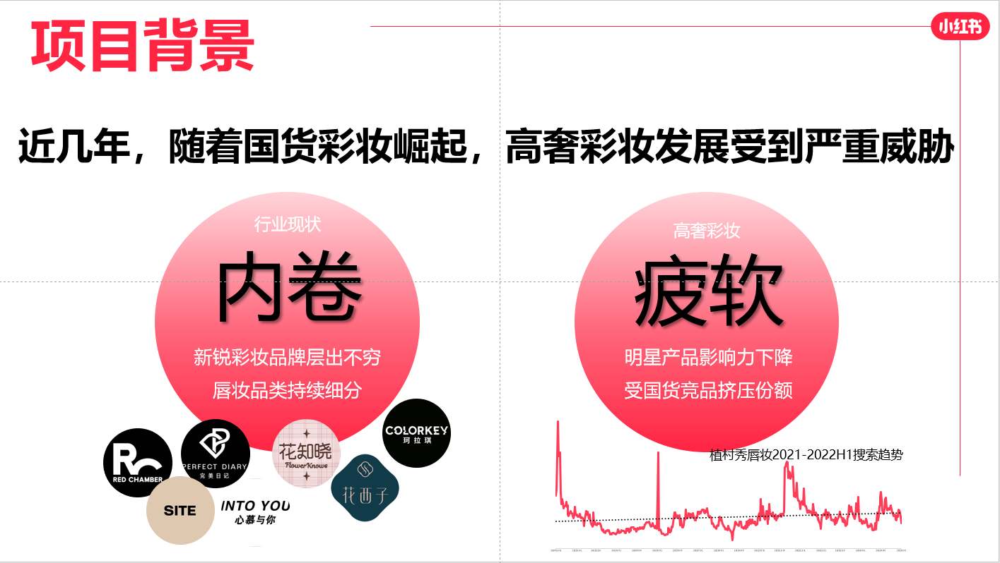 项目背景
小红书
近几年，随着国货彩妆崛起，高奢彩妆发展受到严重威胁
行业现状
内卷
新锐彩妆品牌层出不穷
唇妆品类持续细分
高奢彩妆
疲软
明星产品影响力下降
受国货竞品挤压份额
RC
RED CHAMBER
PERFECT DIARY
完美日记
花知晓
FlowerKnows
COLORKEY
珂拉琪
SITE
INTO YOU
心慕与你
花西子
植村秀唇妆2021-2022H1搜索趋势